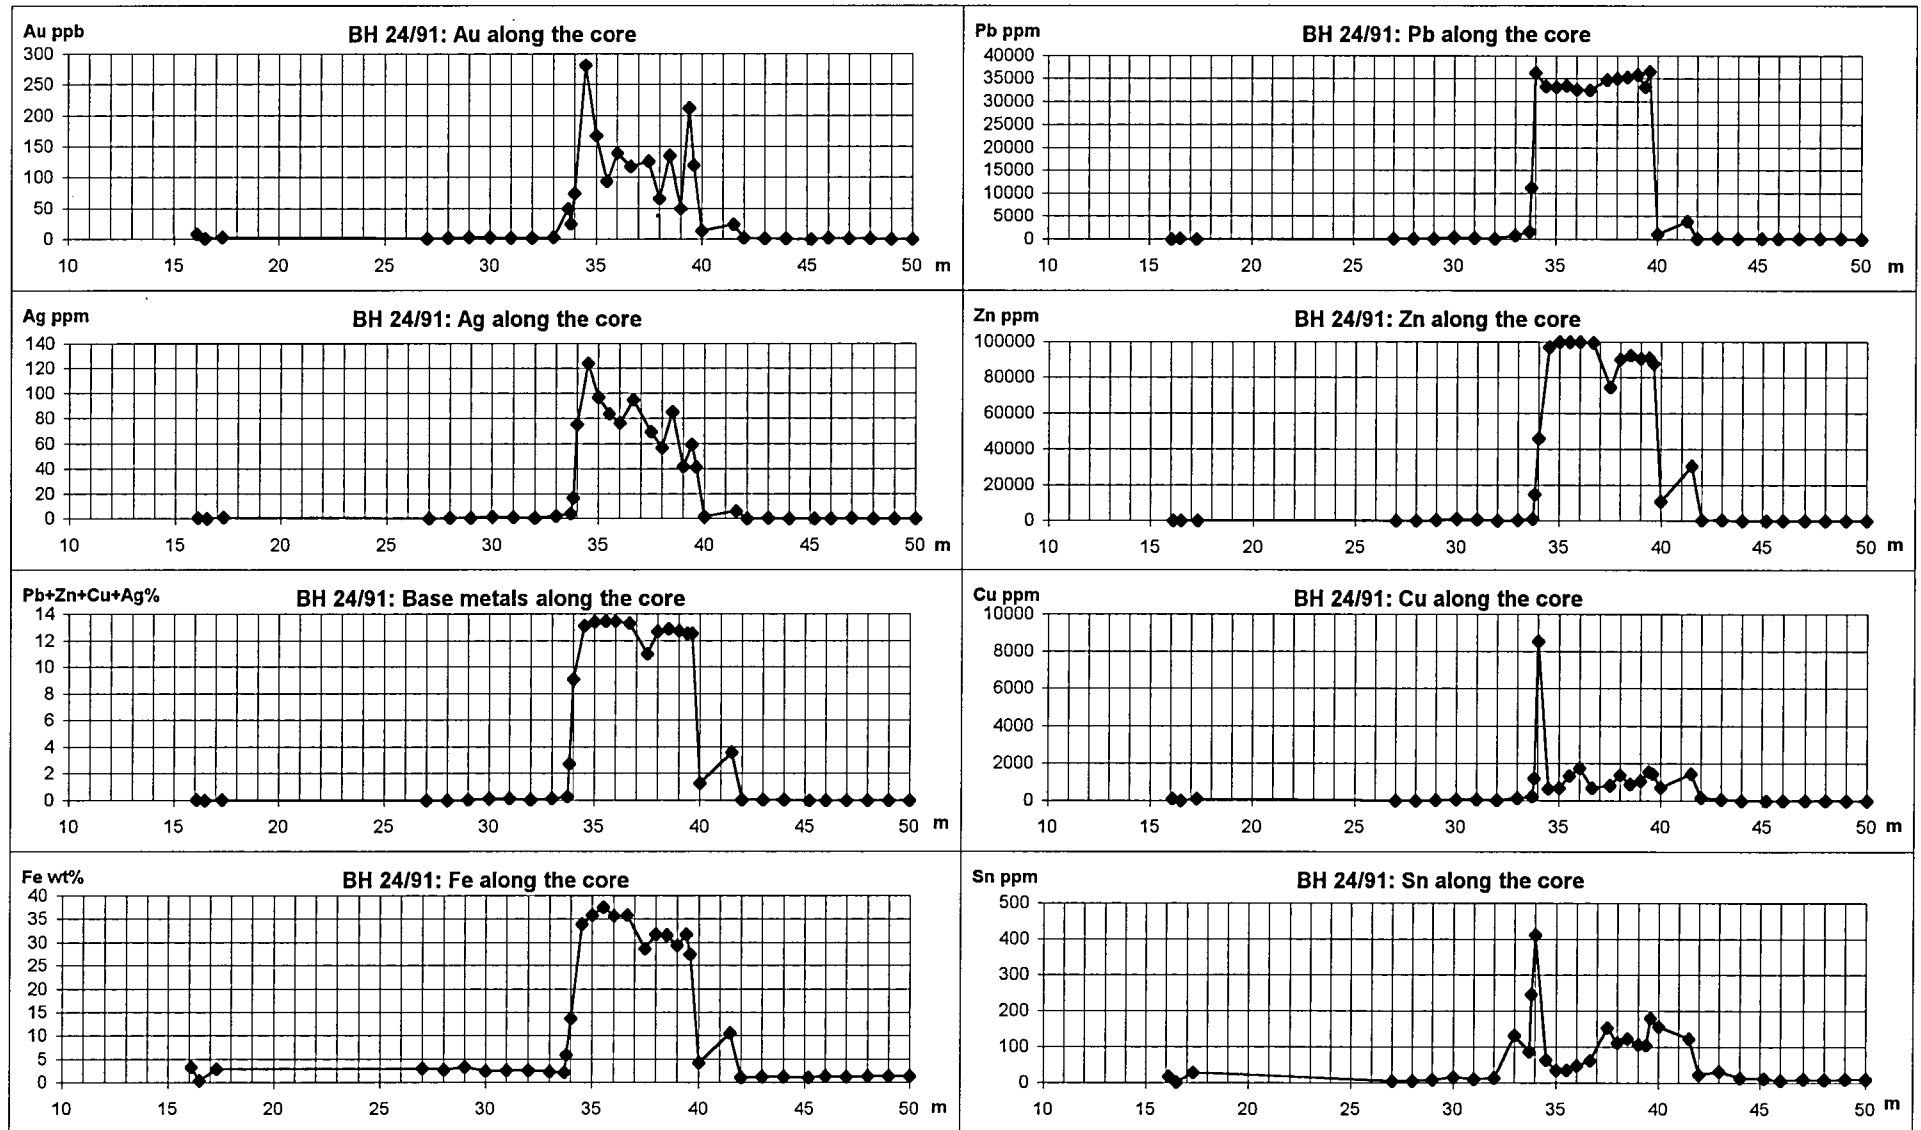 Au ppb
BH 24/91: Au along the core
300
250
200
150
100
50
0
10 15 20 25 30 35 40 45 50 m
Pb ppm
BH 24/91: Pb along the core
40000
35000
30000
25000
20000
15000
10000
5000
0
10 15 20 25 30 35 40 45 50 m
Ag ppm
BH 24/91: Ag along the core
140
120
100
80
60
40
20
0
10 15 20 25 30 35 40 45 50 m
Zn ppm
BH 24/91: Zn along the core
100000
80000
60000
40000
20000
0
10 15 20 25 30 35 40 45 50 m
Pb+Zn+Cu+Ag%
BH 24/91: Base metals along the core
14
12
10
8
6
4
2
0
10 15 20 25 30 35 40 45 50 m
Cu ppm
BH 24/91: Cu along the core
10000
8000
6000
4000
2000
0
10 15 20 25 30 35 40 45 50 m
Fe wt%
BH 24/91: Fe along the core
40
35
30
25
20
15
10
5
0
10 15 20 25 30 35 40 45 50 m
Sn ppm
BH 24/91: Sn along the core
500
400
300
200
100
0
10 15 20 25 30 35 40 45 50 m